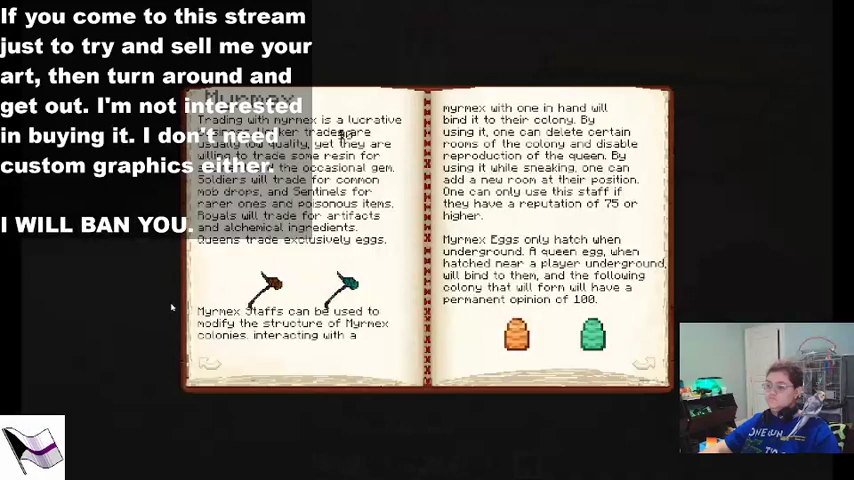 If you come to this stream
just to try and sell me your
art, then turn around and
get out. I'm not interested
in buying it. I don't need
custom graphics either.
I WILL BAN YOU.
Myrmex
Trading with myrmex is a lucrative
trades are
usually low quality, yet they are
willing to trade some resin for
the occasional gem.
Soldiers will trade for common
mob drops, and Sentinels for
rarer ones and poisonous items.
Royals will trade for artifacts
and alchemical ingredients.
Queens trade exclusively eggs.
Myrmex Staffs can be used to
modify the structure of Myrmex
colonies, interacting with a
myrmex with one in hand will
bind it to their colony. By
using it, one can delete certain
rooms of the colony and disable
reproduction of the queen. By
using it while sneaking, one can
add a new room at their position.
One can only use this staff if
they have a reputation of 75 or
higher.
Myrmex Eggs only hatch when
underground. A queen egg, when
hatched near a player underground,
will bind to them, and the following
colony that will form will have a
permanent opinion of 100.